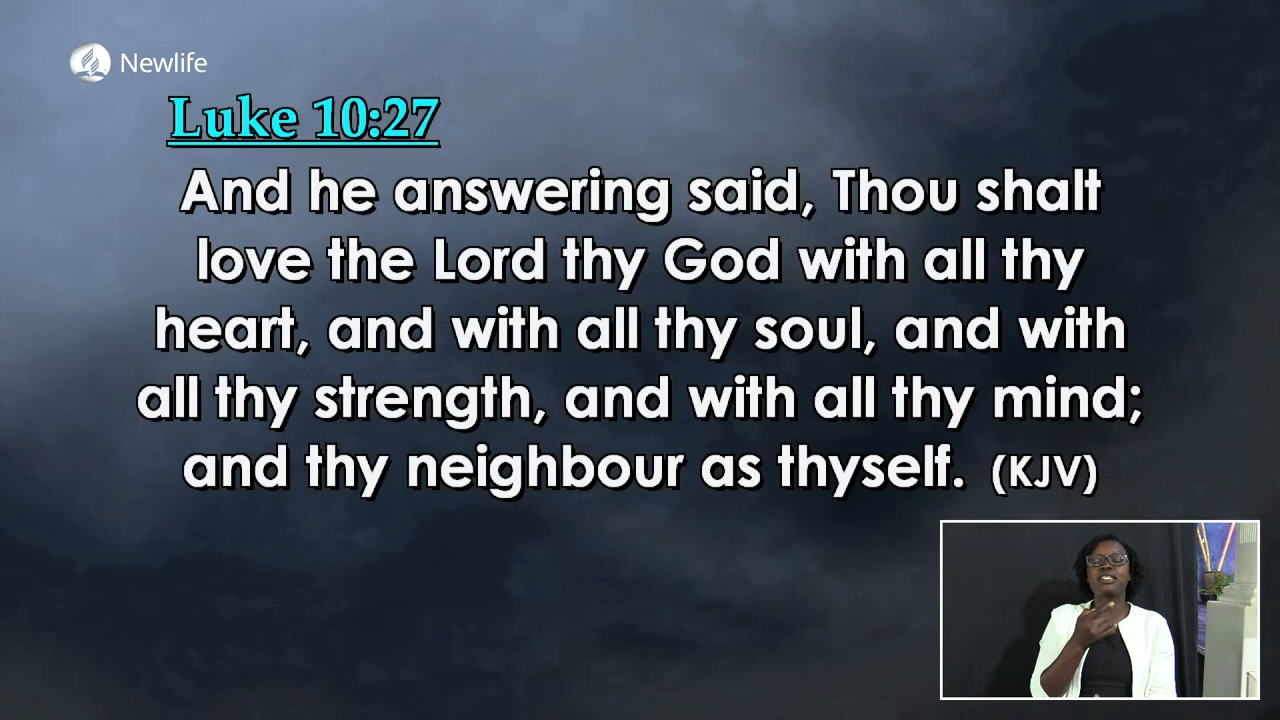 Newlife
Luke 10:27
And he answering said, Thou shalt
love the Lord thy God with all thy
heart, and with all thy soul, and with
all thy strength, and with all thy mind;
and thy neighbour as thyself. (KJV)